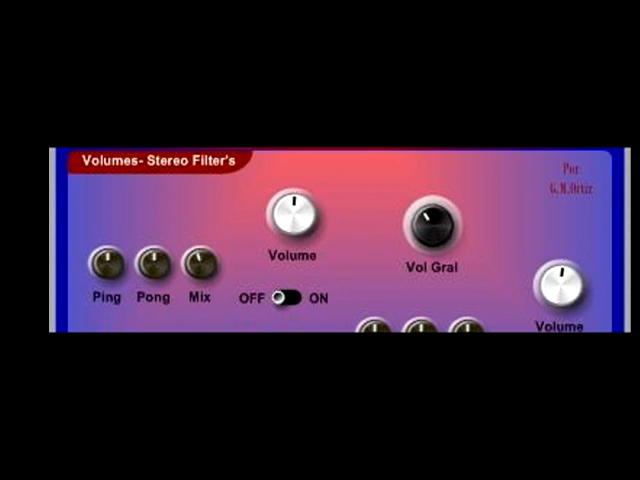 Volumes- Stereo Filter's
Por
G.M.Ortiz
Volume
Vol Gral
Ping
Pong
Mix
OFF
ON
Volume